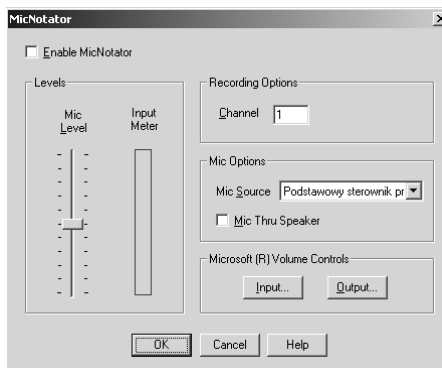 MicNotator
Enable MicNotator
Levels
Mic Level
Input Meter
Recording Options
Channel 1
Mic Options
Mic Source Podstawowy sterownik pr
Mic Thru Speaker
Microsoft (R) Volume Controls
Input... Output...
OK Cancel Help